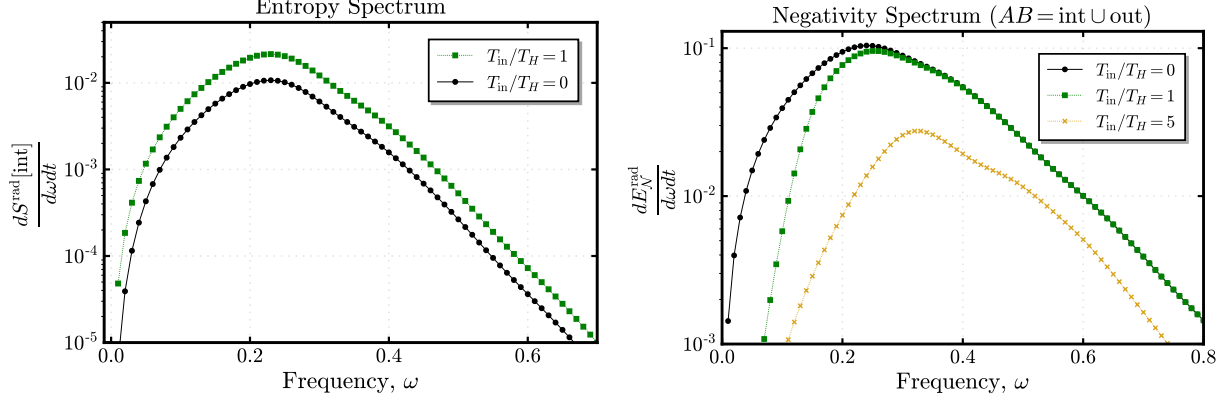 Entropy Spectrum
T_in/T_H = 1
T_in/T_H = 0
dS^rad[int]
dωdt
10^-2
10^-3
10^-4
10^-5
0.0 0.2 0.4 0.6
Frequency, ω
Negativity Spectrum (AB = int ∪ out)
T_in/T_H = 0
T_in/T_H = 1
T_in/T_H = 5
dE_N^rad
dωdt
10^-1
10^-2
10^-3
0.0 0.2 0.4 0.6 0.8
Frequency, ω